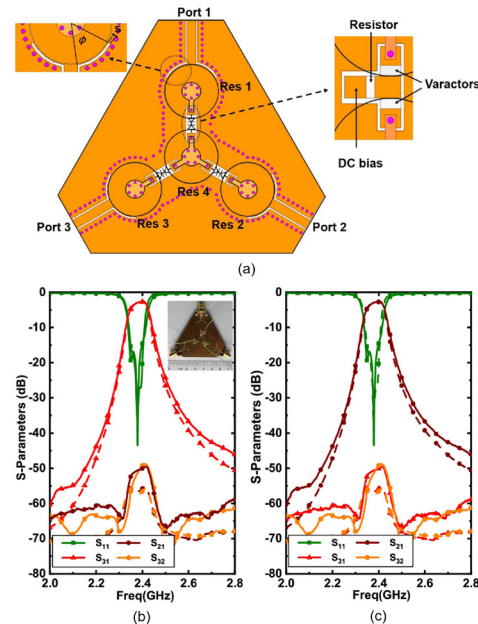 Port 1
S
ϕ
Resistor
Res 1
Varactors
DC bias
Res 4
Port 3
Res 3
Res 2
Port 2
(a)
0
-10
-20
-30
-40
-50
-60
-70
-80
S-Parameters (dB)
S11 S21
S31 S32
2.0 2.2 2.4 2.6 2.8
Freq(GHz)
(b)
0
-10
-20
-30
-40
-50
-60
-70
-80
S-Parameters (dB)
S11 S21
S31 S32
2.0 2.2 2.4 2.6 2.8
Freq(GHz)
(c)